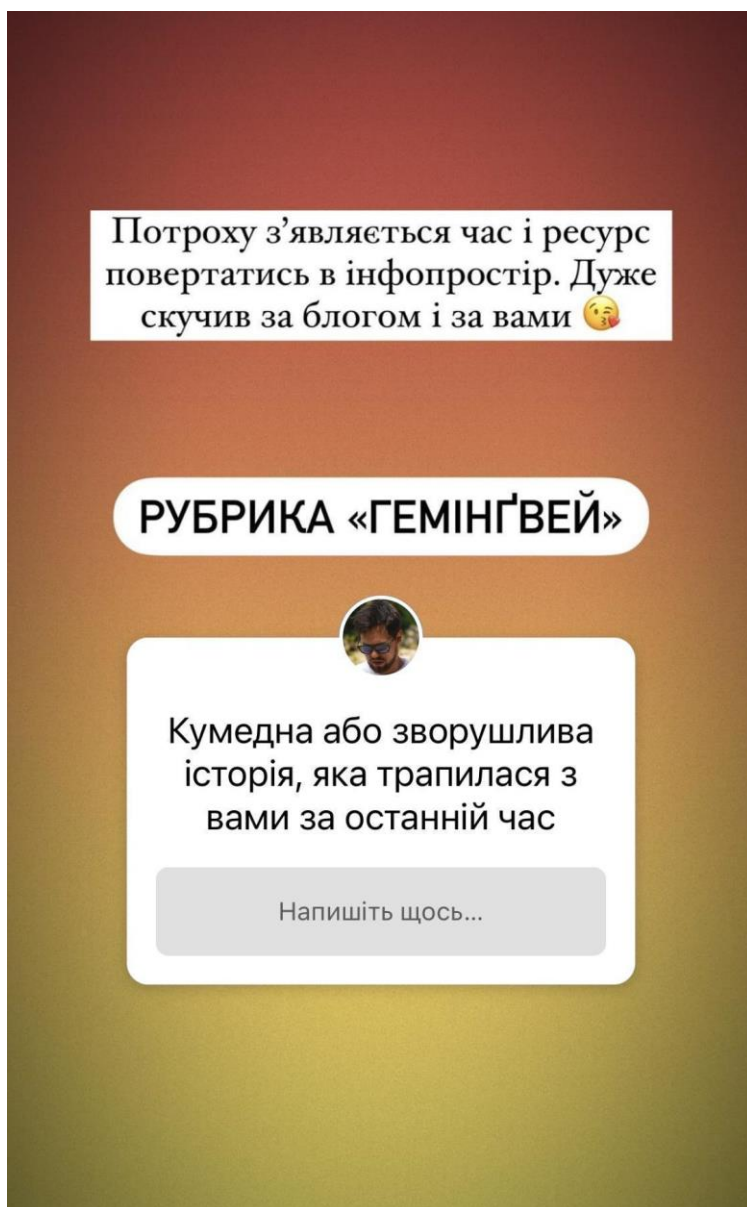 Потроху з’являється час і ресурс
повертатись в інфопростір. Дуже
скучив за блогом і за вами 😘
РУБРИКА «ГЕМІНҐВЕЙ»
Кумедна або зворушлива
історія, яка трапилася з
вами за останній час
Напишіть щось...